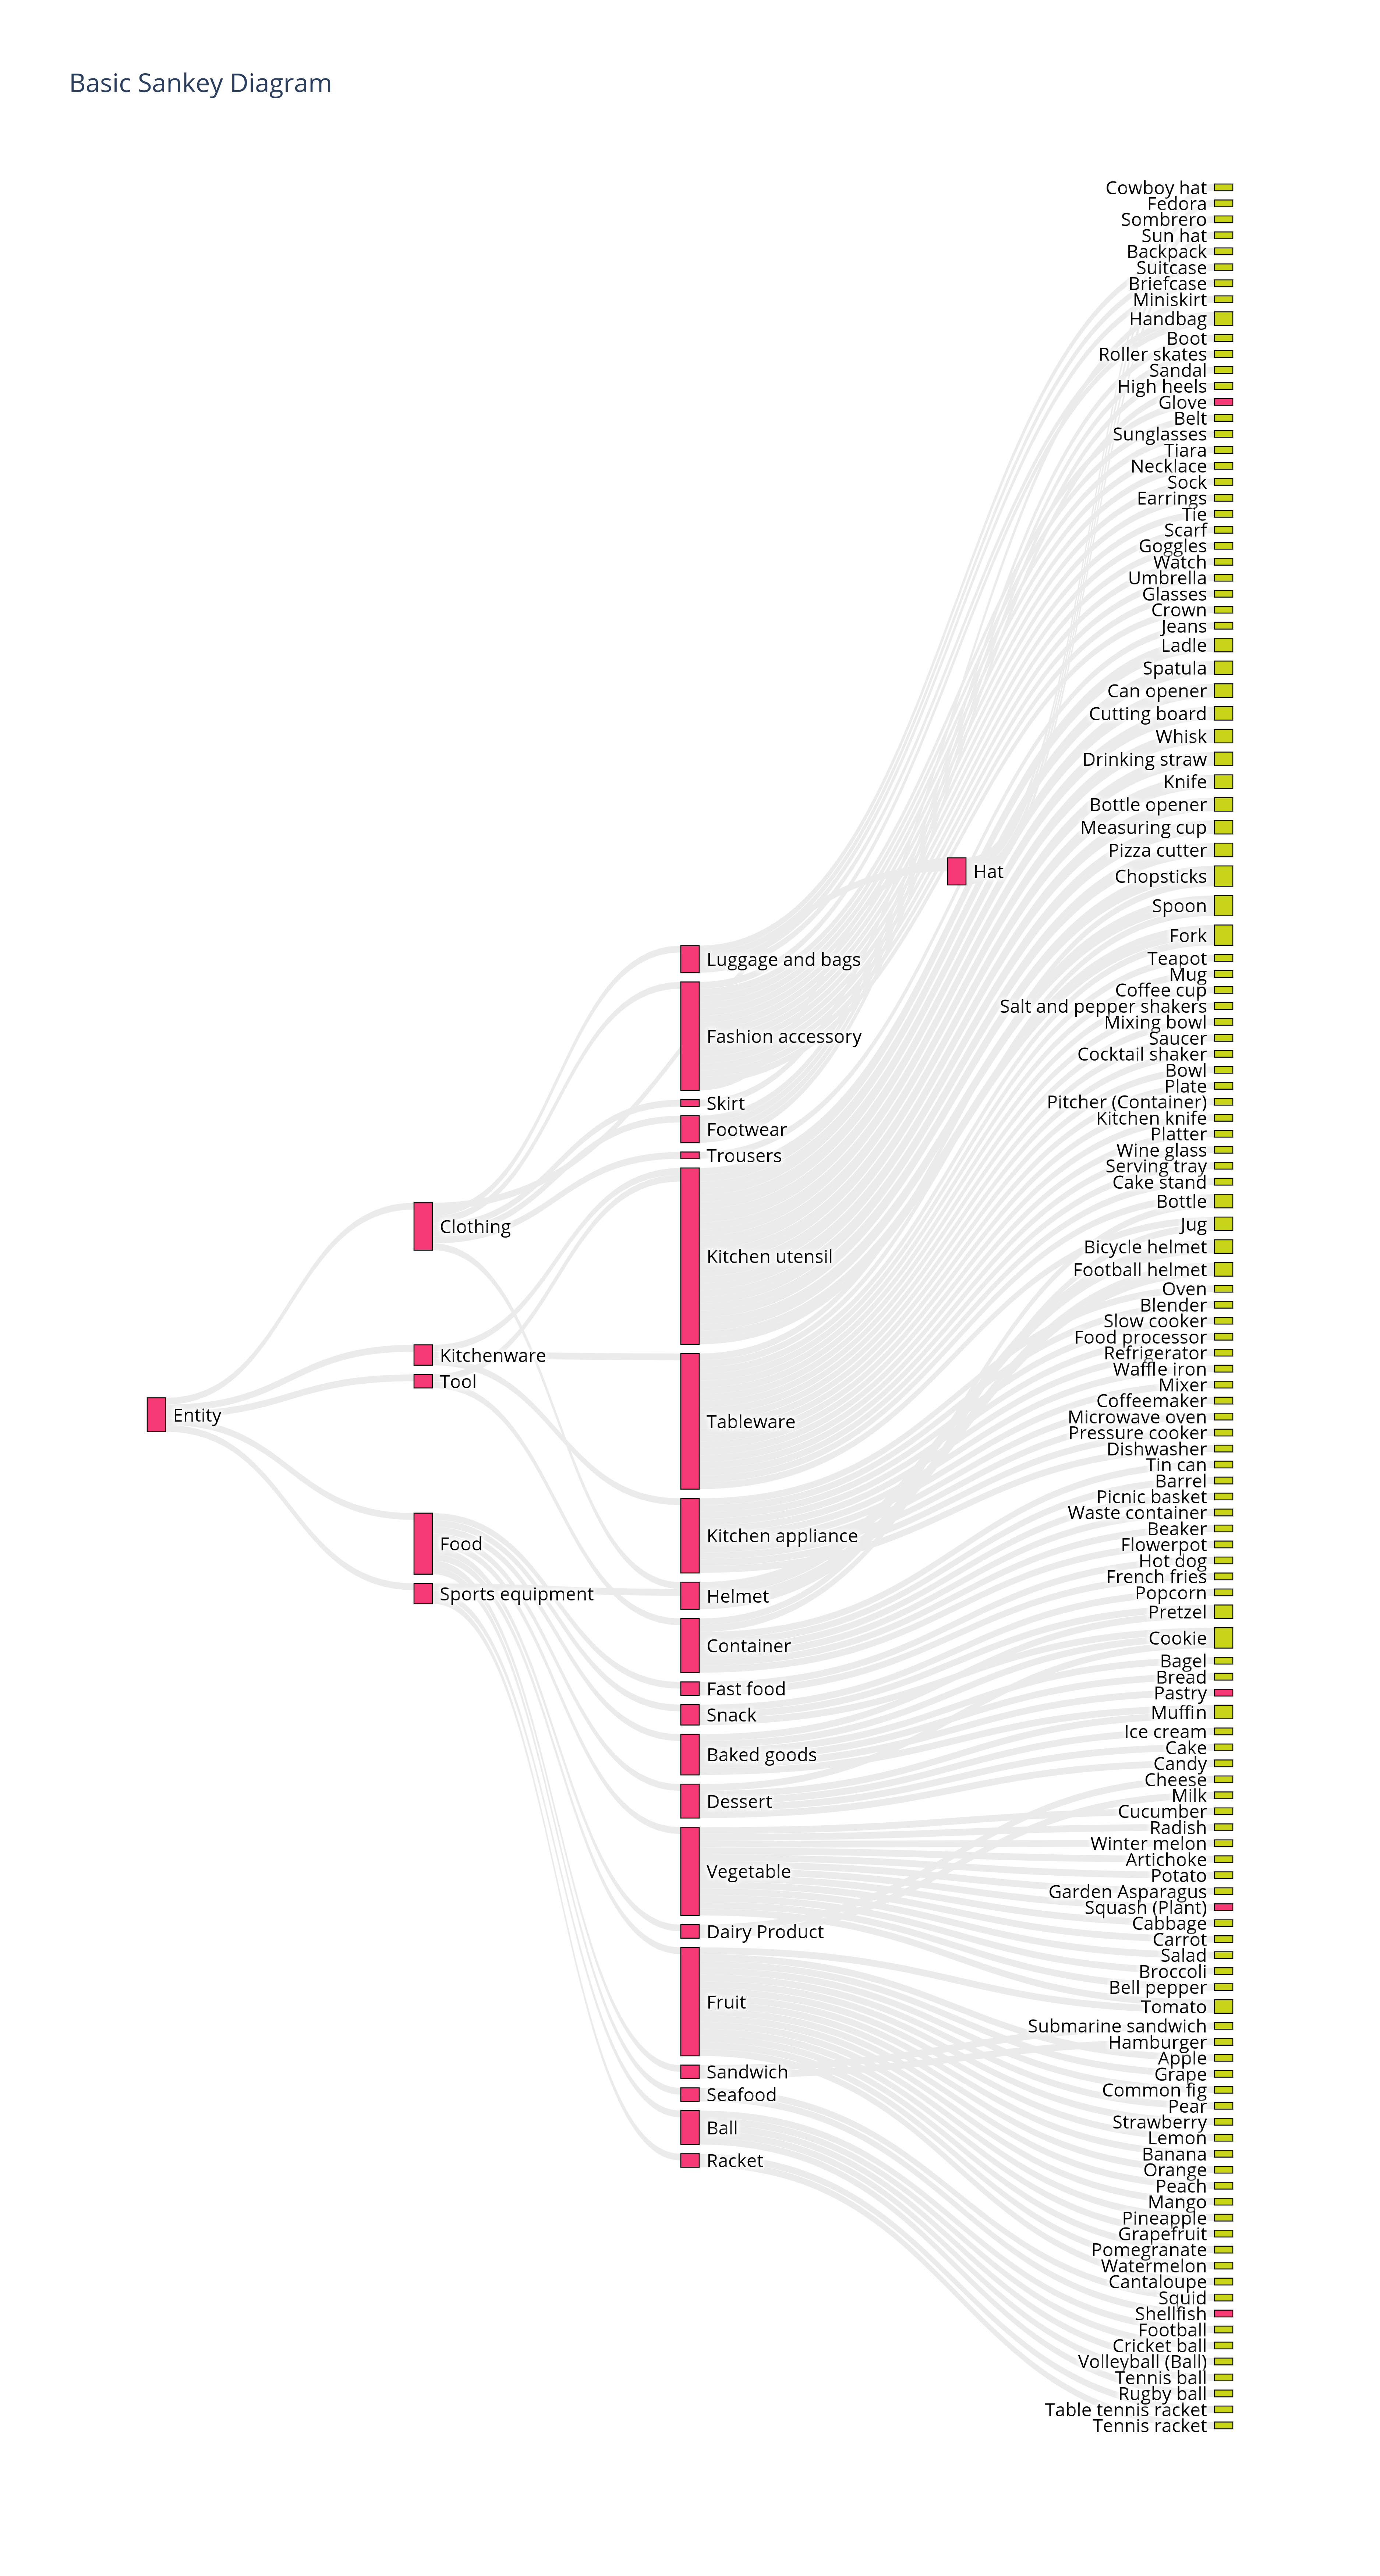 Basic Sankey Diagram
Entity
Clothing
Kitchenware
Tool
Food
Sports equipment
Luggage and bags
Fashion accessory
Skirt
Footwear
Trousers
Kitchen utensil
Tableware
Kitchen appliance
Helmet
Container
Fast food
Snack
Baked goods
Dessert
Vegetable
Dairy Product
Fruit
Sandwich
Seafood
Ball
Racket
Hat
Cowboy hat
Fedora
Sombrero
Sun hat
Backpack
Suitcase
Briefcase
Miniskirt
Handbag
Boot
Roller skates
Sandal
High heels
Glove
Belt
Sunglasses
Tiara
Necklace
Sock
Earrings
Tie
Scarf
Goggles
Watch
Umbrella
Glasses
Crown
Jeans
Ladle
Spatula
Can opener
Cutting board
Whisk
Drinking straw
Knife
Bottle opener
Measuring cup
Pizza cutter
Chopsticks
Spoon
Fork
Teapot
Mug
Coffee cup
Salt and pepper shakers
Mixing bowl
Saucer
Cocktail shaker
Bowl
Plate
Pitcher (Container)
Kitchen knife
Platter
Wine glass
Serving tray
Cake stand
Bottle
Jug
Bicycle helmet
Football helmet
Oven
Blender
Slow cooker
Food processor
Refrigerator
Waffle iron
Mixer
Coffeemaker
Microwave oven
Pressure cooker
Dishwasher
Tin can
Barrel
Picnic basket
Waste container
Beaker
Flowerpot
Hot dog
French fries
Popcorn
Pretzel
Cookie
Bagel
Bread
Pastry
Muffin
Ice cream
Cake
Candy
Cheese
Milk
Cucumber
Radish
Winter melon
Artichoke
Potato
Garden Asparagus
Squash (Plant)
Cabbage
Carrot
Salad
Broccoli
Bell pepper
Tomato
Submarine sandwich
Hamburger
Apple
Grape
Common fig
Pear
Strawberry
Lemon
Banana
Orange
Peach
Mango
Pineapple
Grapefruit
Pomegranate
Watermelon
Cantaloupe
Squid
Shellfish
Football
Cricket ball
Volleyball (Ball)
Tennis ball
Rugby ball
Table tennis racket
Tennis racket